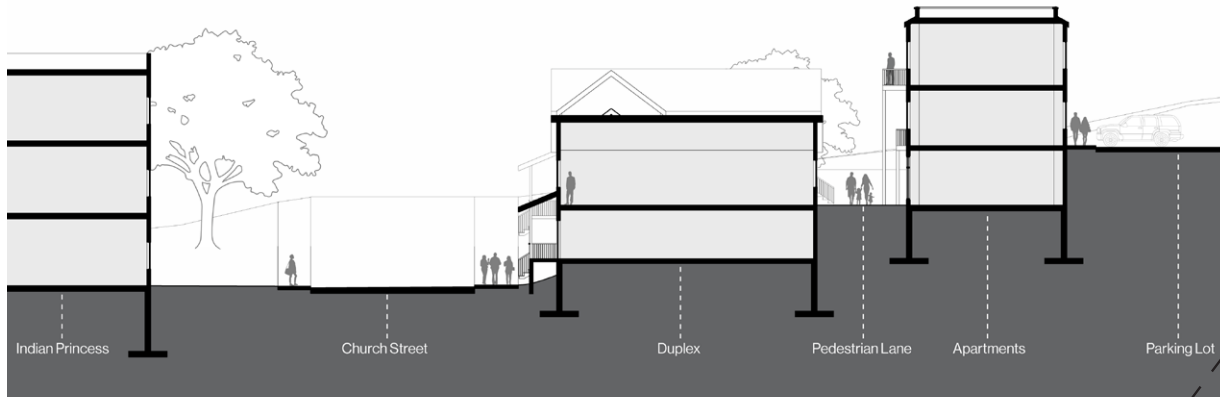 Indian Princess
Church Street
Duplex
Pedestrian Lane
Apartments
Parking Lot